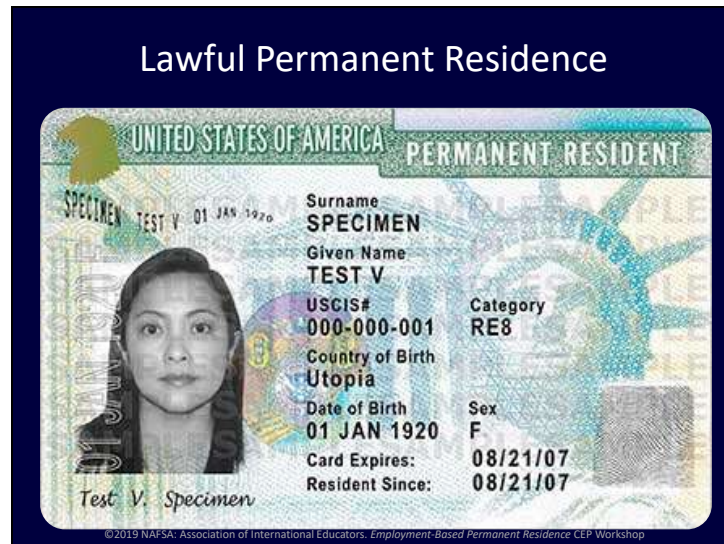 Lawful Permanent Residence
UNITED STATES OF AMERICA
PERMANENT RESIDENT
SPECIMEN TEST V 01 JAN 1920
Surname
SPECIMEN
Given Name
TEST V
USCIS# Category
000-000-001 RE8
Country of Birth
Utopia
Date of Birth Sex
01 JAN 1920 F
Card Expires: 08/21/07
Resident Since: 08/21/07
Test V. Specimen
©2019 NAFSA: Association of International Educators. Employment-Based Permanent Residence CEP Workshop